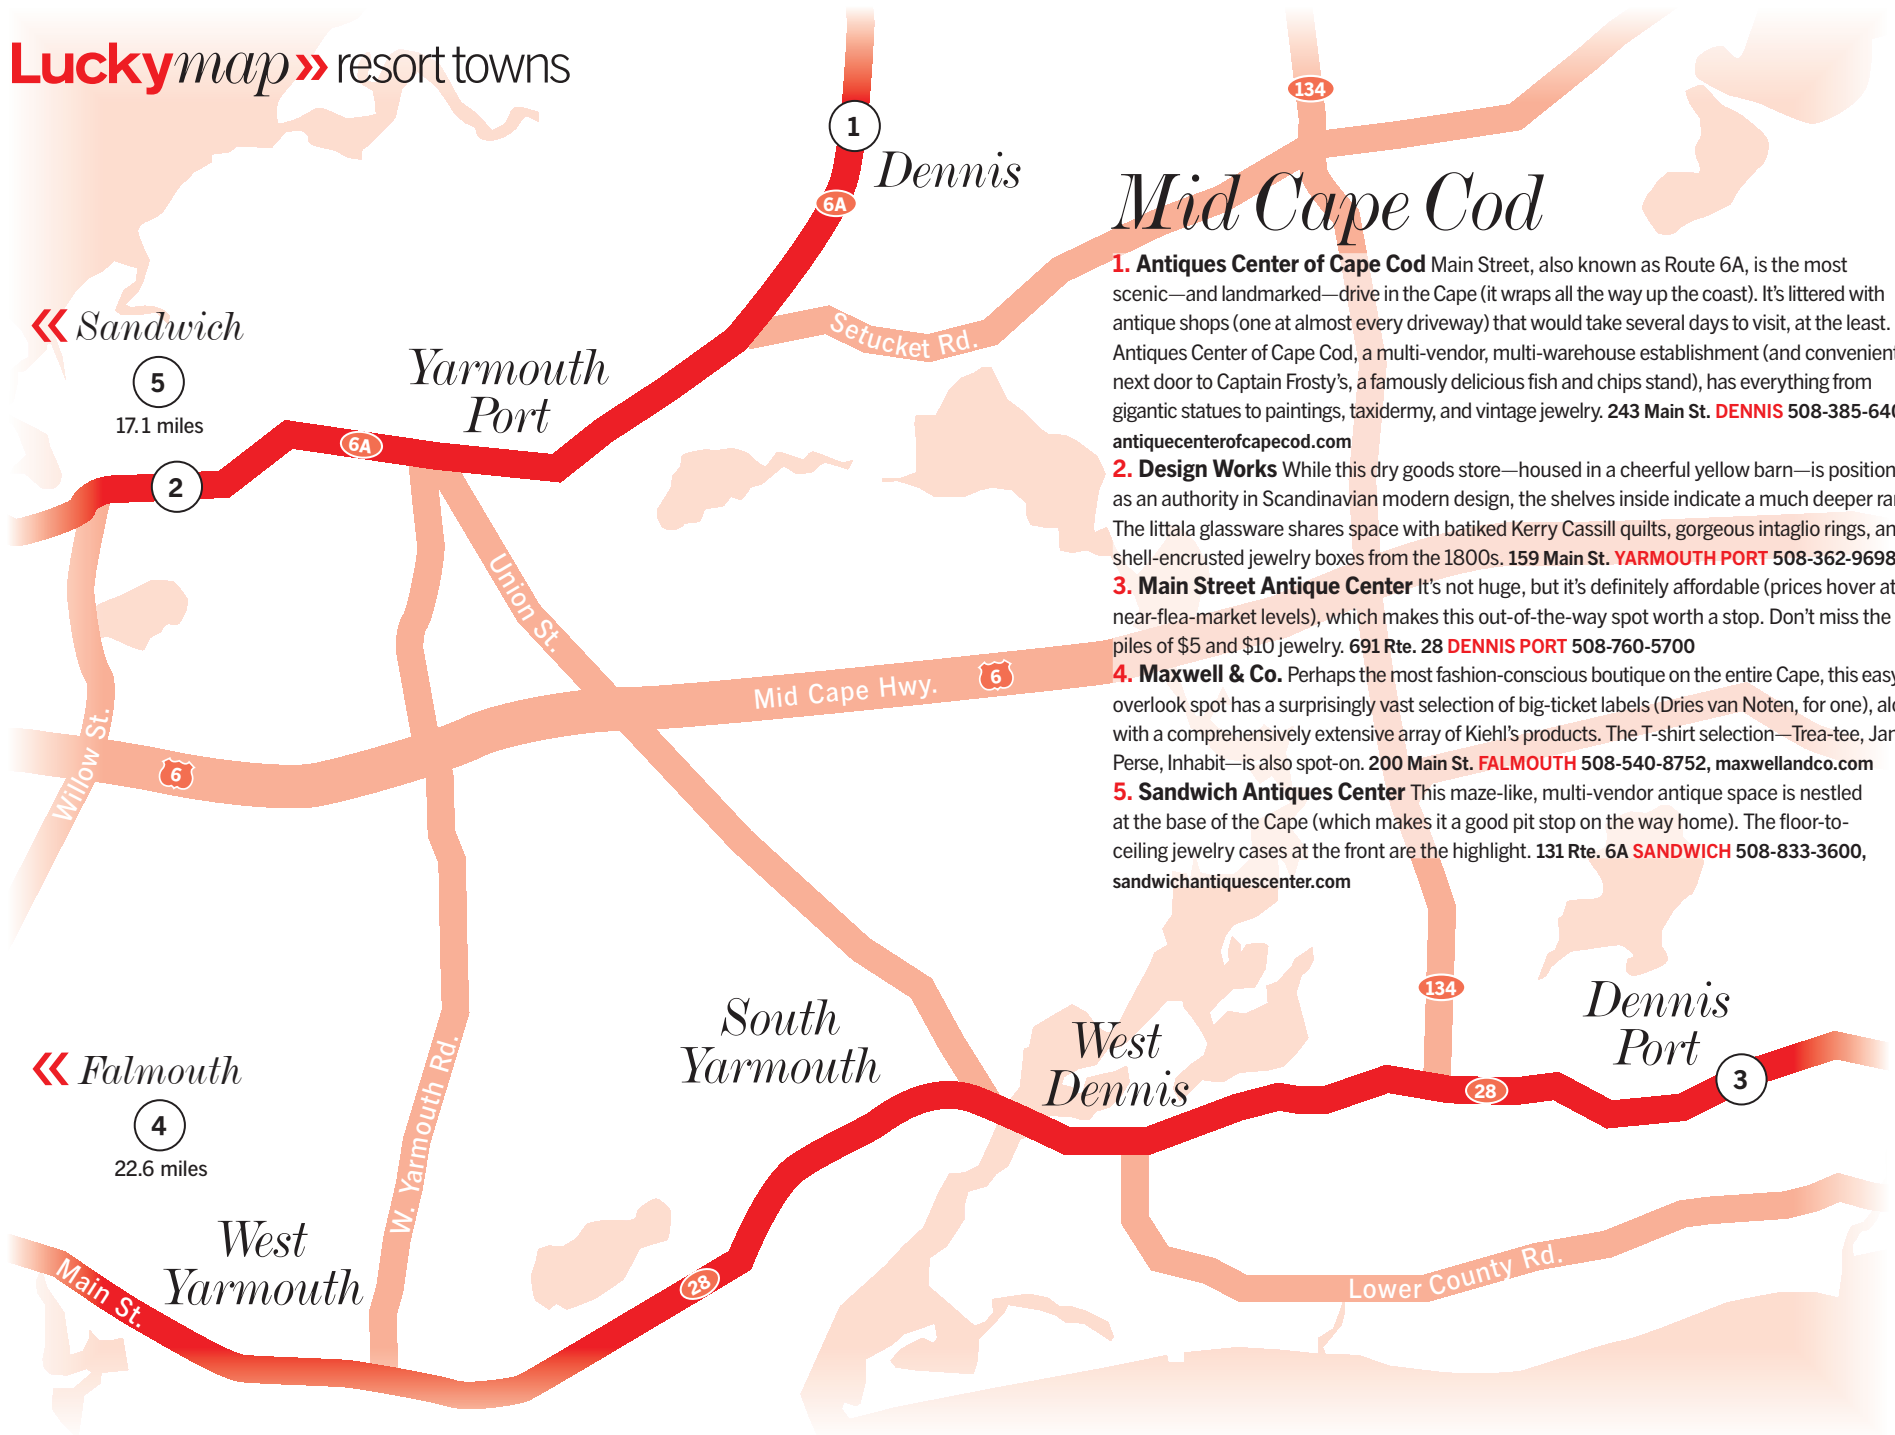 Luckymap» resort towns
1
Dennis
6A
134
Mid Cape Cod
1. Antiques Center of Cape Cod Main Street, also known as Route 6A, is the most
scenic—and landmarked—drive in the Cape (it wraps all the way up the coast). It's littered with
antique shops (one at almost every driveway) that would take several days to visit, at the least.
Antiques Center of Cape Cod, a multi-vendor, multi-warehouse establishment (and convenient
next door to Captain Frosty's, a famously delicious fish and chips stand), has everything from
gigantic statues to paintings, taxidermy, and vintage jewelry. 243 Main St. DENNIS 508-385-640
antiquecenterofcapecod.com
2. Design Works While this dry goods store—housed in a cheerful yellow barn—is position
as an authority in Scandinavian modern design, the shelves inside indicate a much deeper ra
The Iittala glassware shares space with batiked Kerry Cassill quilts, gorgeous intaglio rings, an
shell-encrusted jewelry boxes from the 1800s. 159 Main St. YARMOUTH PORT 508-362-9698
3. Main Street Antique Center It's not huge, but it's definitely affordable (prices hover at
near-flea-market levels), which makes this out-of-the-way spot worth a stop. Don't miss the
piles of $5 and $10 jewelry. 691 Rte. 28 DENNIS PORT 508-760-5700
4. Maxwell & Co. Perhaps the most fashion-conscious boutique on the entire Cape, this easy
overlook spot has a surprisingly vast selection of big-ticket labels (Dries van Noten, for one), alo
with a comprehensively extensive array of Kiehl's products. The T-shirt selection—Trea-tee, Jam
Perse, Inhabit—is also spot-on. 200 Main St. FALMOUTH 508-540-8752, maxwellandco.com
5. Sandwich Antiques Center This maze-like, multi-vendor antique space is nestled
at the base of the Cape (which makes it a good pit stop on the way home). The floor-to-
ceiling jewelry cases at the front are the highlight. 131 Rte. 6A SANDWICH 508-833-3600,
sandwichantiquescenter.com
« Sandwich
5
17.1 miles
Yarmouth
Port
Setucket Rd.
6A
2
Union St.
Mid Cape Hwy.
6
Willow St.
6
134
South
Yarmouth
West
Dennis
Dennis
Port
3
28
« Falmouth
4
22.6 miles
W. Yarmouth Rd.
West
Yarmouth
Main St.
28
Lower County Rd.